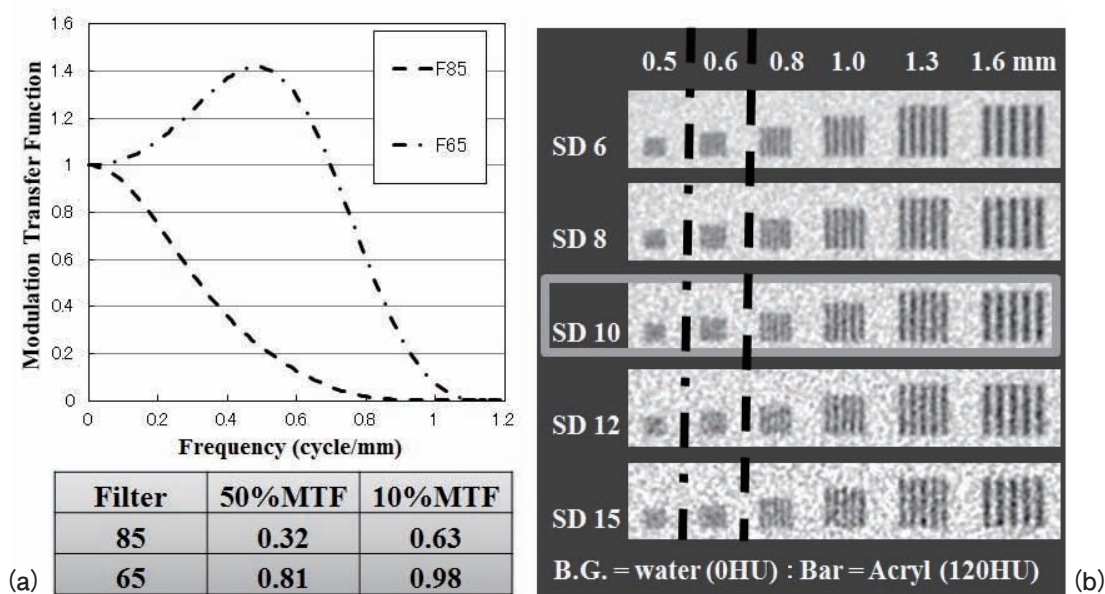 1.6
1.4
1.2
1
0.8
0.6
0.4
0.2
0
0 0.2 0.4 0.6 0.8 1 1.2
Modulation Transfer Function
Frequency (cycle/mm)
F85
F65
Filter 50%MTF 10%MTF
85 0.32 0.63
65 0.81 0.98
(a)
0.5 0.6 0.8 1.0 1.3 1.6 mm
SD 6
SD 8
SD 10
SD 12
SD 15
B.G. = water (0HU) : Bar = Acryl (120HU)
(b)